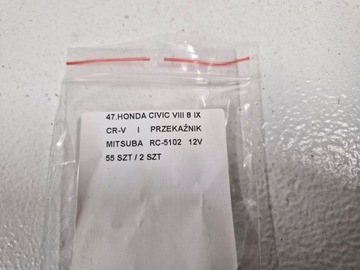 47.HONDA CIVIC VIII 8 IX
CR-V I PRZEKAŹNIK
MITSUBA RC-5102 12V
55 SZT / 2 SZT